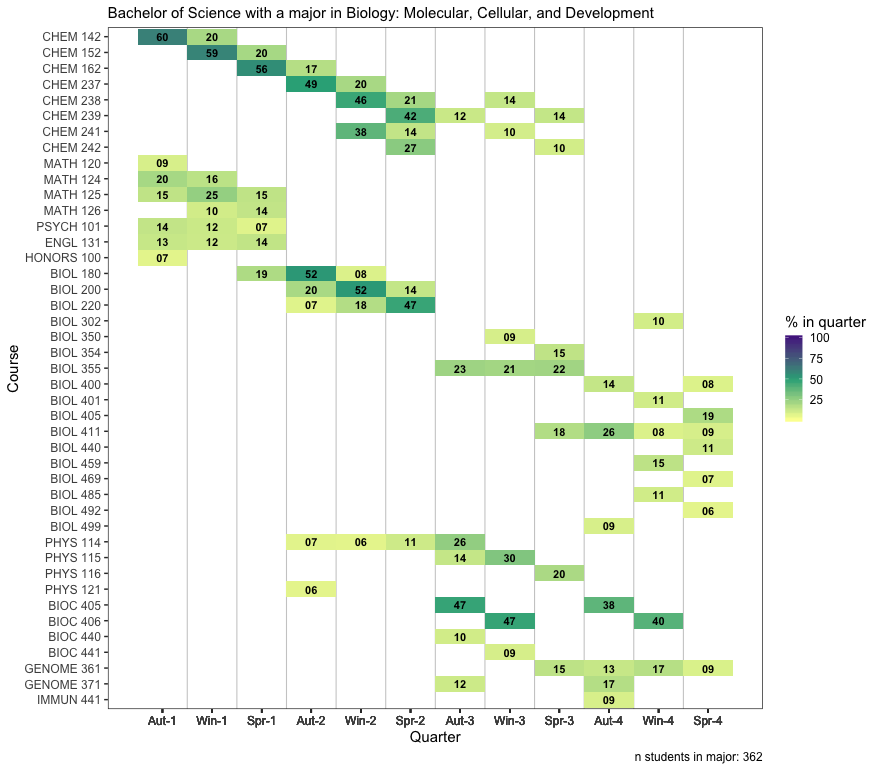 Bachelor of Science with a major in Biology: Molecular, Cellular, and Development
CHEM 142 60 20
CHEM 152 59 20
CHEM 162 56 17
CHEM 237 49 20
CHEM 238 46 21 14
CHEM 239 42 12 14
CHEM 241 38 14 10
CHEM 242 27 10
MATH 120 09
MATH 124 20 16
MATH 125 15 25 15
MATH 126 10 14
PSYCH 101 14 12 07
ENGL 131 13 12 14
HONORS 100 07
BIOL 180 19 52 08
BIOL 200 20 52 14
BIOL 220 07 18 47
BIOL 302 10
BIOL 350 09
BIOL 354 15
BIOL 355 23 21 22
BIOL 400 14 08
BIOL 401 11
BIOL 405 19
BIOL 411 18 26 08 09
BIOL 440 11
BIOL 459 15
BIOL 469 07
BIOL 485 11
BIOL 492 06
BIOL 499 09
PHYS 114 07 06 11 26
PHYS 115 14 30
PHYS 116 20
PHYS 121 06
BIOC 405 47 38
BIOC 406 47 40
BIOC 440 10
BIOC 441 09
GENOME 361 15 13 17 09
GENOME 371 12 17
IMMUN 441 09
Aut-1 Win-1 Spr-1 Aut-2 Win-2 Spr-2 Aut-3 Win-3 Spr-3 Aut-4 Win-4 Spr-4
Quarter
Course
% in quarter
100
75
50
25
n students in major: 362